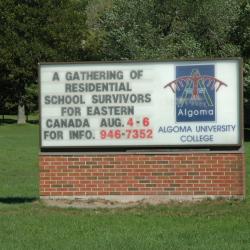 A GATHERING OF
RESIDENTIAL
SCHOOL SURVIVORS
FOR EASTERN
CANADA AUG. 4-6
FOR INFO. 946-7352
Algoma
ALGOMA UNIVERSITY
COLLEGE